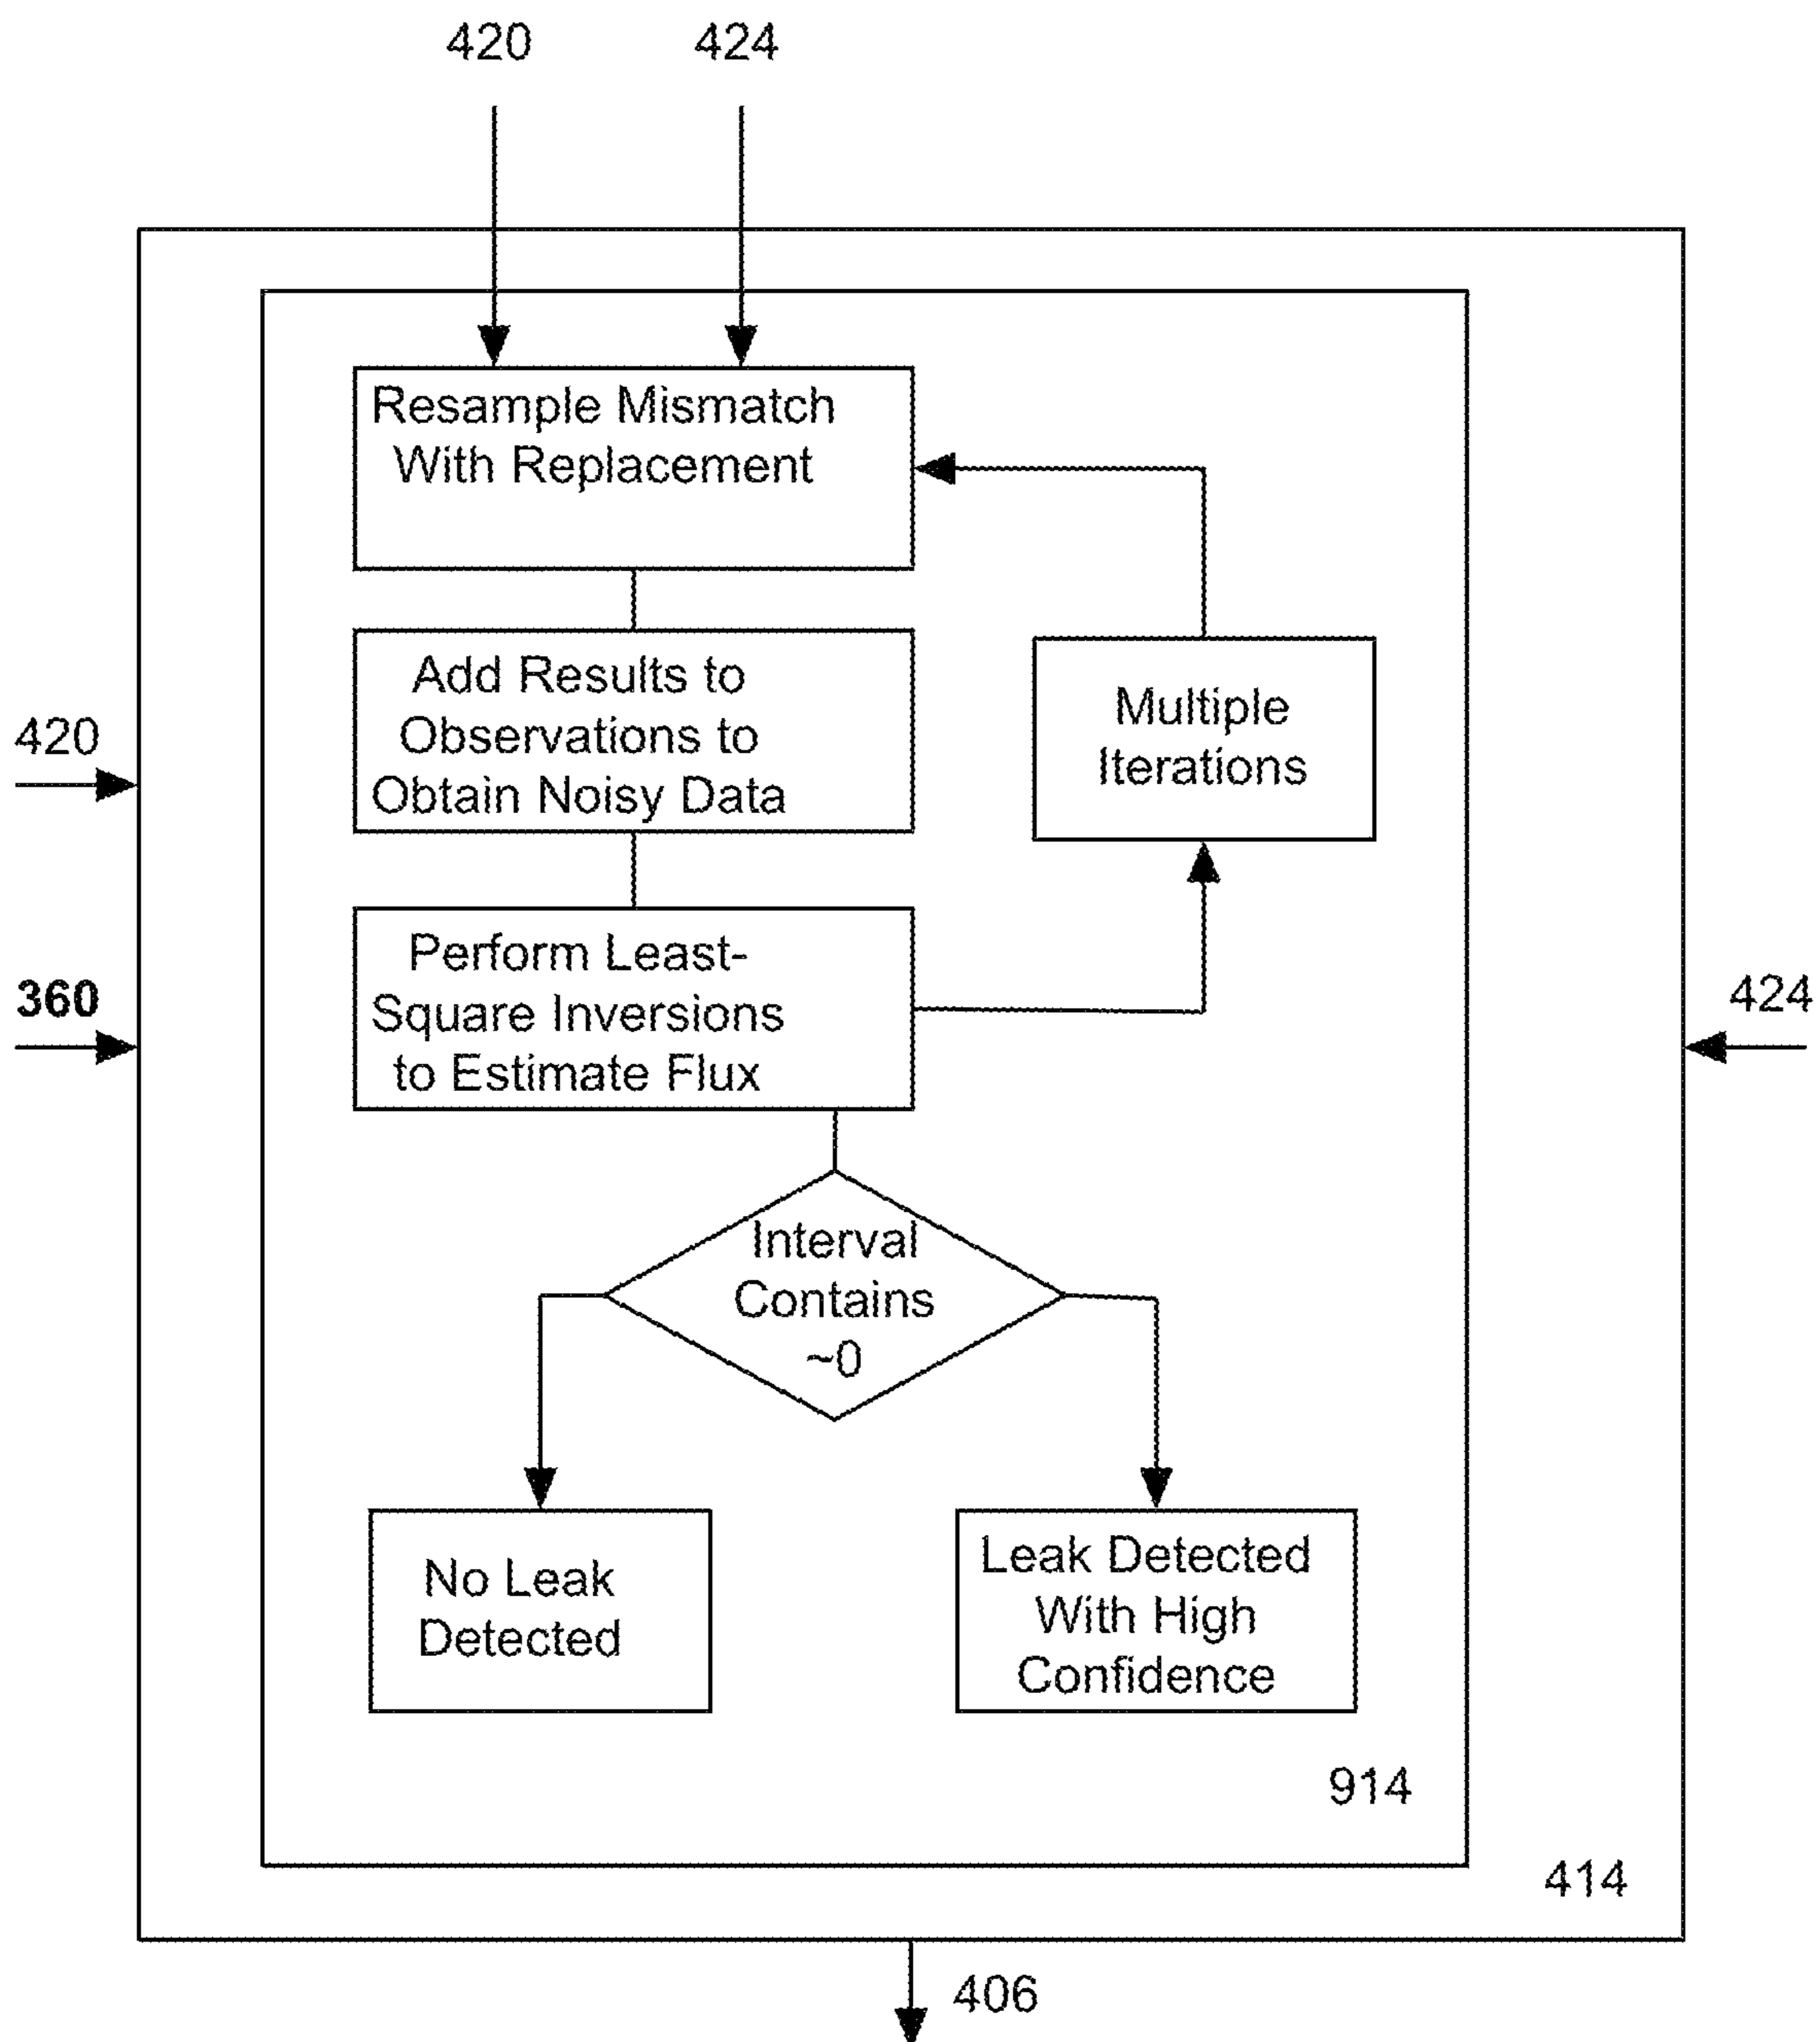 420
424
Resample Mismatch
With Replacement
Add Results to
Observations to
Obtain Noisy Data
Multiple
Iterations
420
Perform Least-
Square Inversions
to Estimate Flux
360
424
Interval
Contains
~0
No Leak
Detected
Leak Detected
With High
Confidence
914
414
406